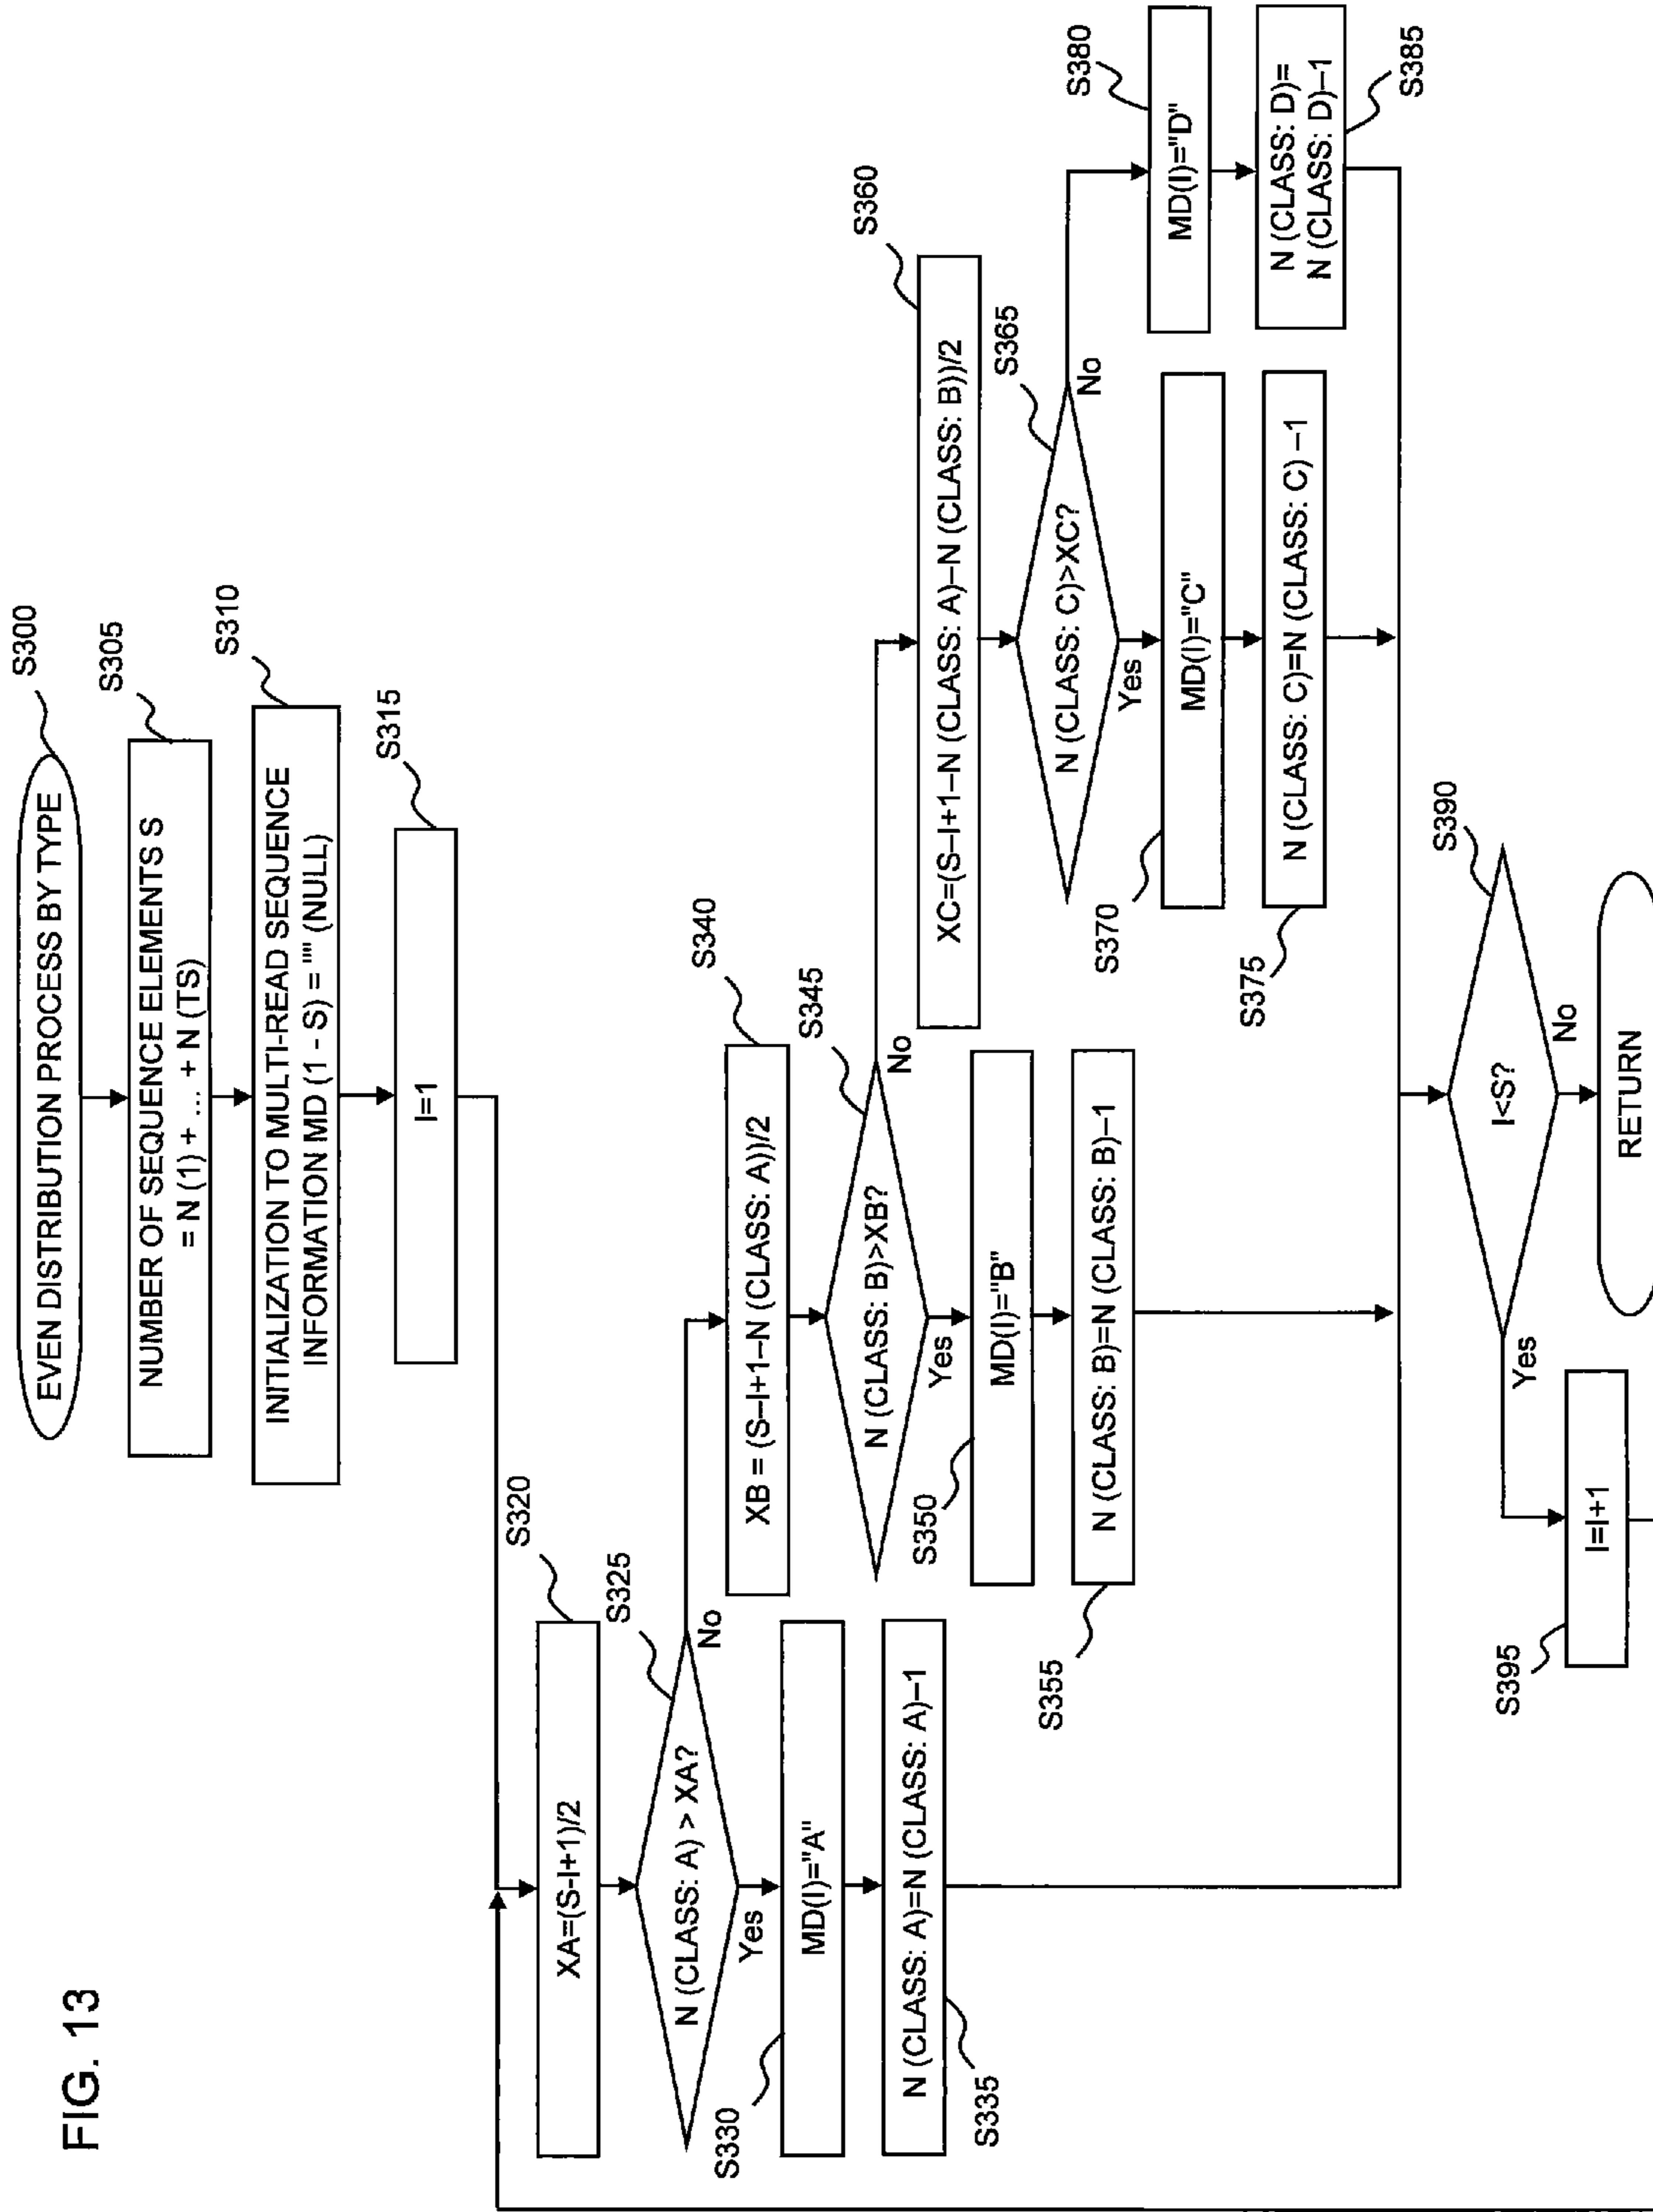 FIG. 13
EVEN DISTRIBUTION PROCESS BY TYPE
S300
NUMBER OF SEQUENCE ELEMENTS S
= N (1) + ... + N (TS)
S305
INITIALIZATION TO MULTI-READ SEQUENCE
INFORMATION MD (1 - S) = "" (NULL)
S310
I=1
S315
XA=(S-I+1)/2
S320
N (CLASS: A) > XA?
S325
No
Yes
MD(I)="A"
S330
N (CLASS: A)=N (CLASS: A)–1
S335
XB = (S–I+1–N (CLASS: A))/2
S340
N (CLASS: B)>XB?
S345
No
Yes
MD(I)="B"
S350
N (CLASS: B)=N (CLASS: B)–1
S355
XC=(S–I+1–N (CLASS: A)–N (CLASS: B))/2
S360
N (CLASS: C)>XC?
S365
No
Yes
MD(I)="C"
S370
N (CLASS: C)=N (CLASS: C) –1
S375
MD(I)="D"
S380
N (CLASS: D)=
N (CLASS: D)–1
S385
I<S?
S390
Yes
No
I=I+1
S395
RETURN